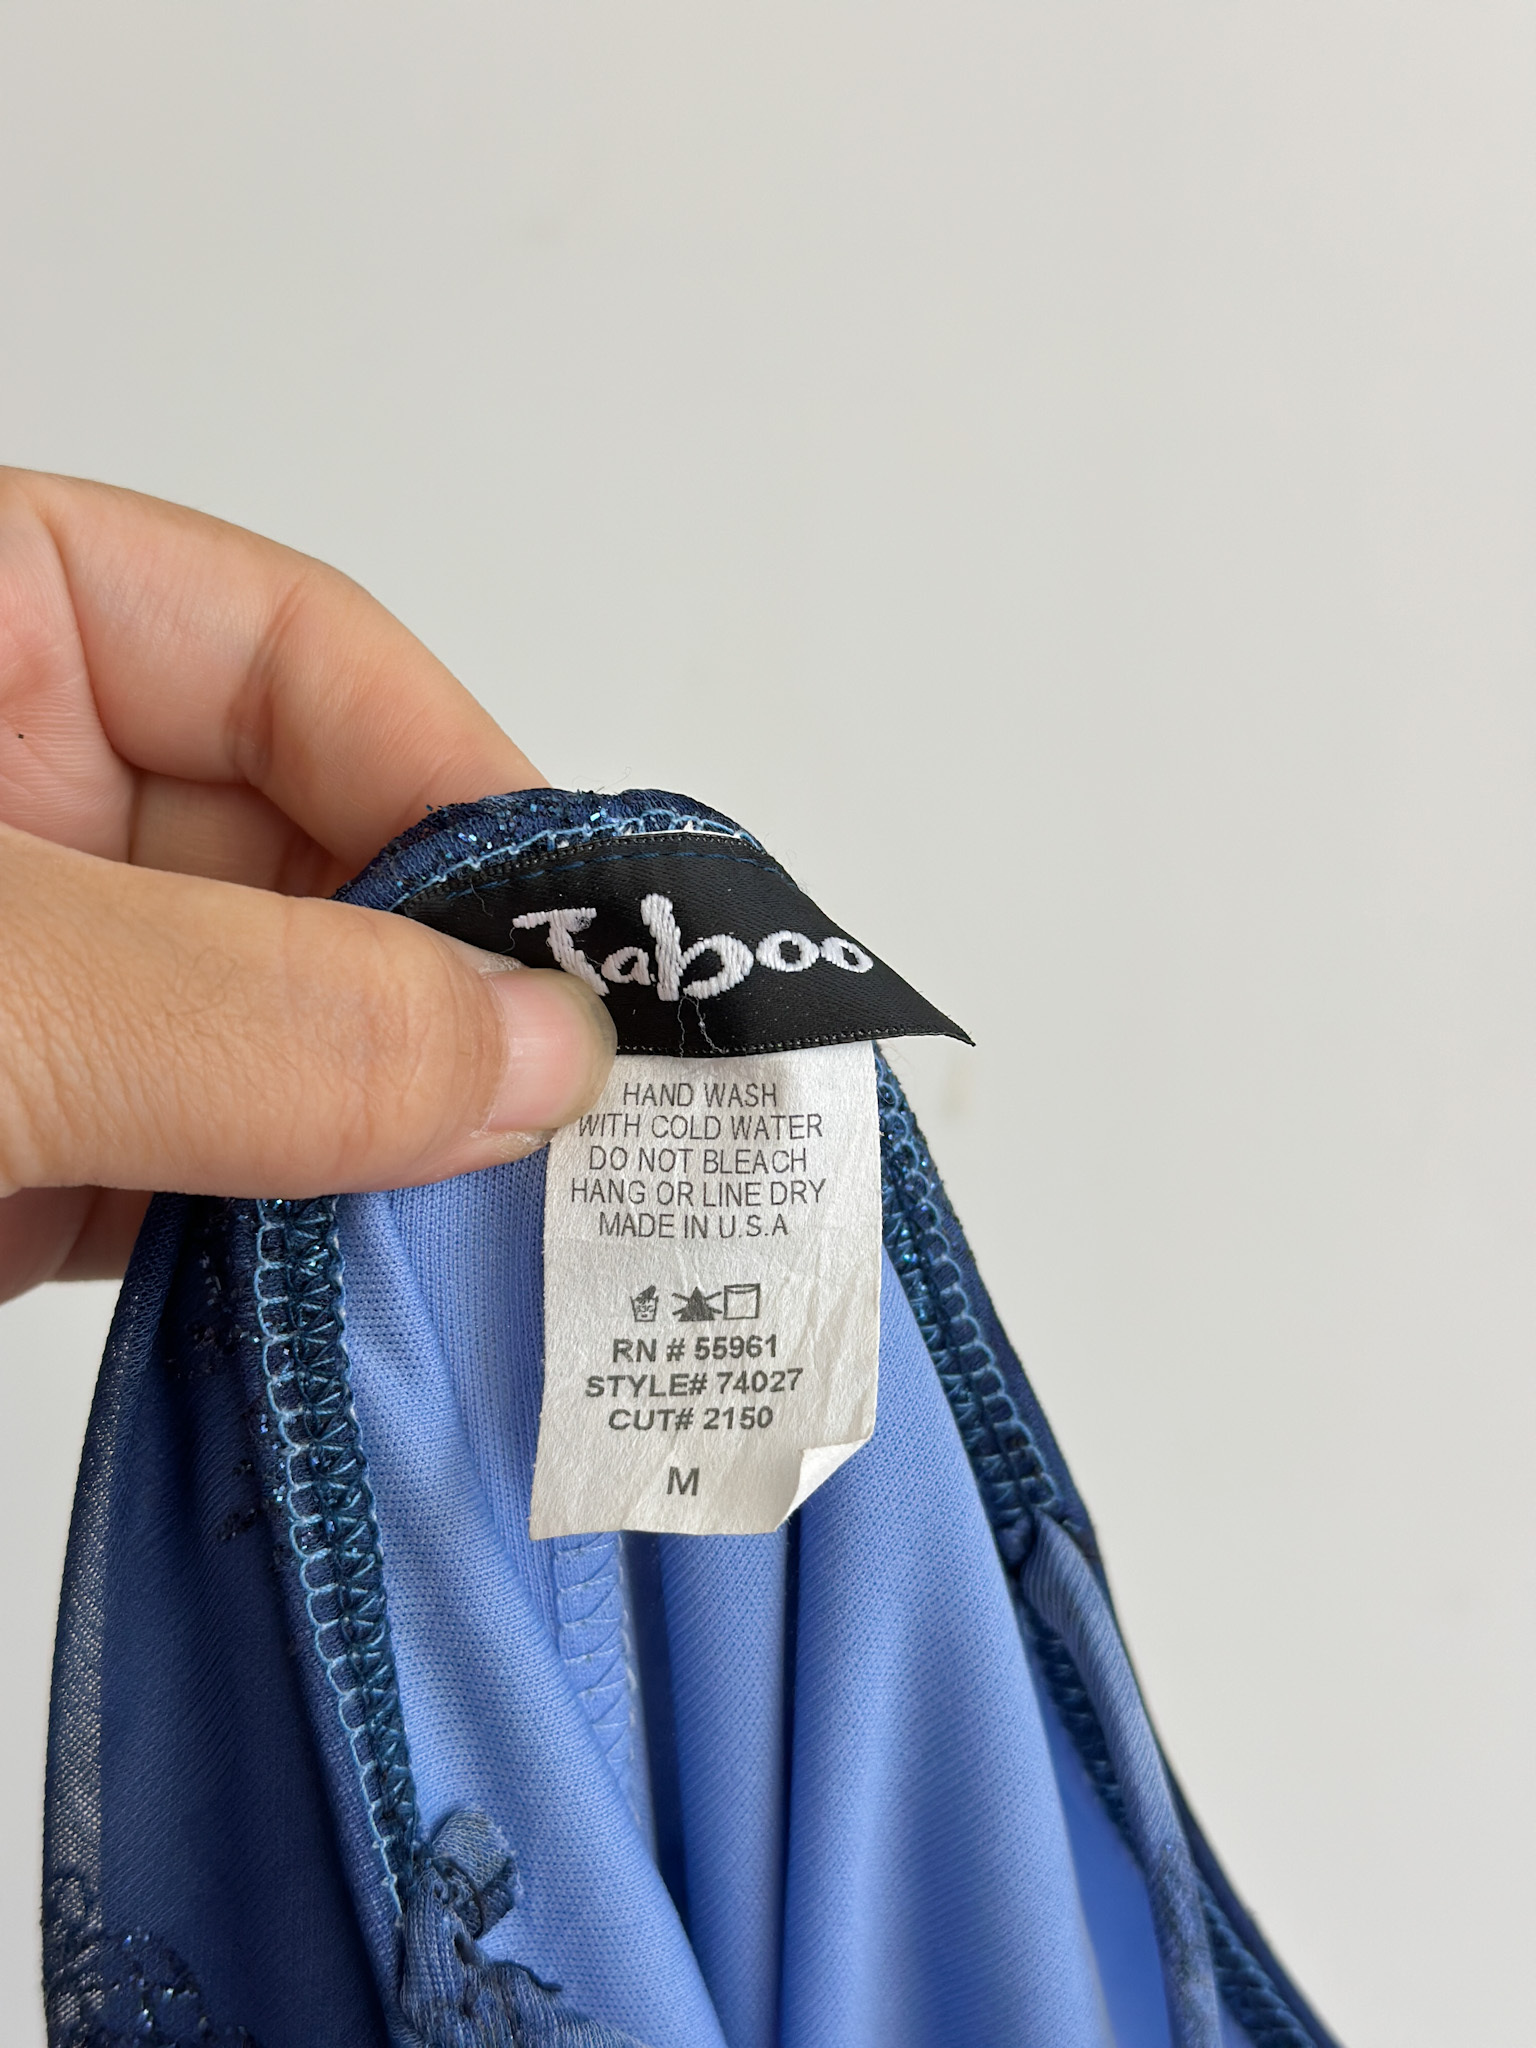 Taboo
HAND WASH
WITH COLD WATER
DO NOT BLEACH
HANG OR LINE DRY
MADE IN U.S.A
RN # 55961
STYLE# 74027
CUT# 2150
M